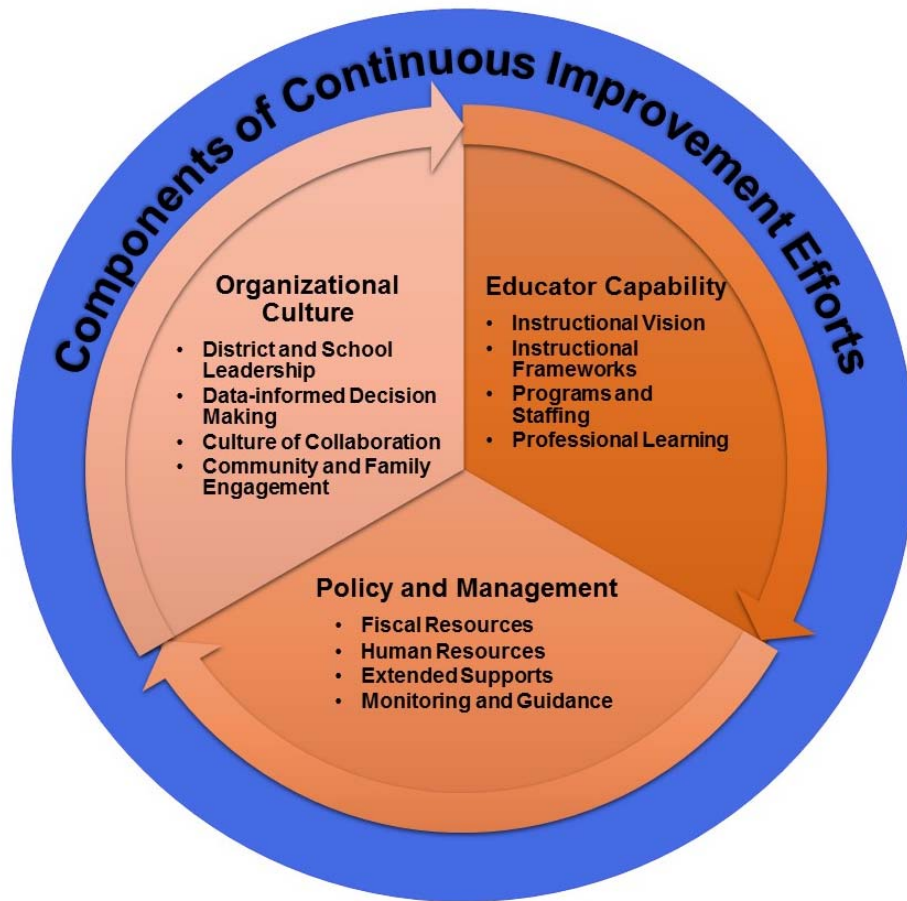 Components of Continuous Improvement Efforts
Organizational
Culture
• District and School
Leadership
• Data-informed Decision
Making
• Culture of Collaboration
• Community and Family
Engagement
Educator Capability
• Instructional Vision
• Instructional
Frameworks
• Programs and
Staffing
• Professional Learning
Policy and Management
• Fiscal Resources
• Human Resources
• Extended Supports
• Monitoring and Guidance